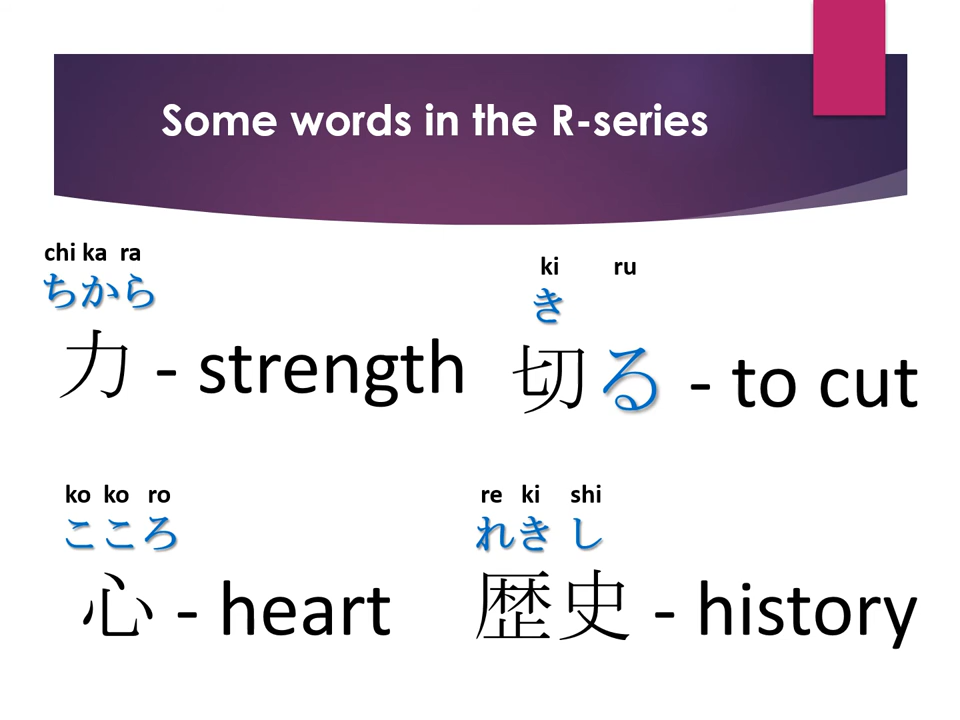 Some words in the R-series
chi ka ra
ちから
力 - strength
ki ru
き
切る - to cut
ko ko ro
こころ
心 - heart
re ki shi
れきし
歴史 - history